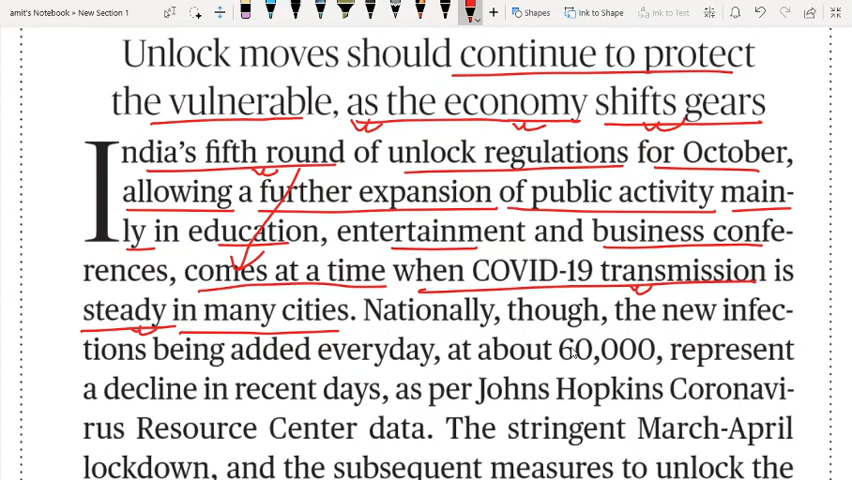 amit's Notebook » New Section 1
Shapes
Ink to Shape
Ink to Text
Unlock moves should continue to protect
the vulnerable, as the economy shifts gears
India's fifth round of unlock regulations for October,
allowing a further expansion of public activity main-
ly in education, entertainment and business confe-
rences, comes at a time when COVID-19 transmission is
steady in many cities. Nationally, though, the new infec-
tions being added everyday, at about 60,000, represent
a decline in recent days, as per Johns Hopkins Coronavi-
rus Resource Center data. The stringent March-April
lockdown, and the subsequent measures to unlock the